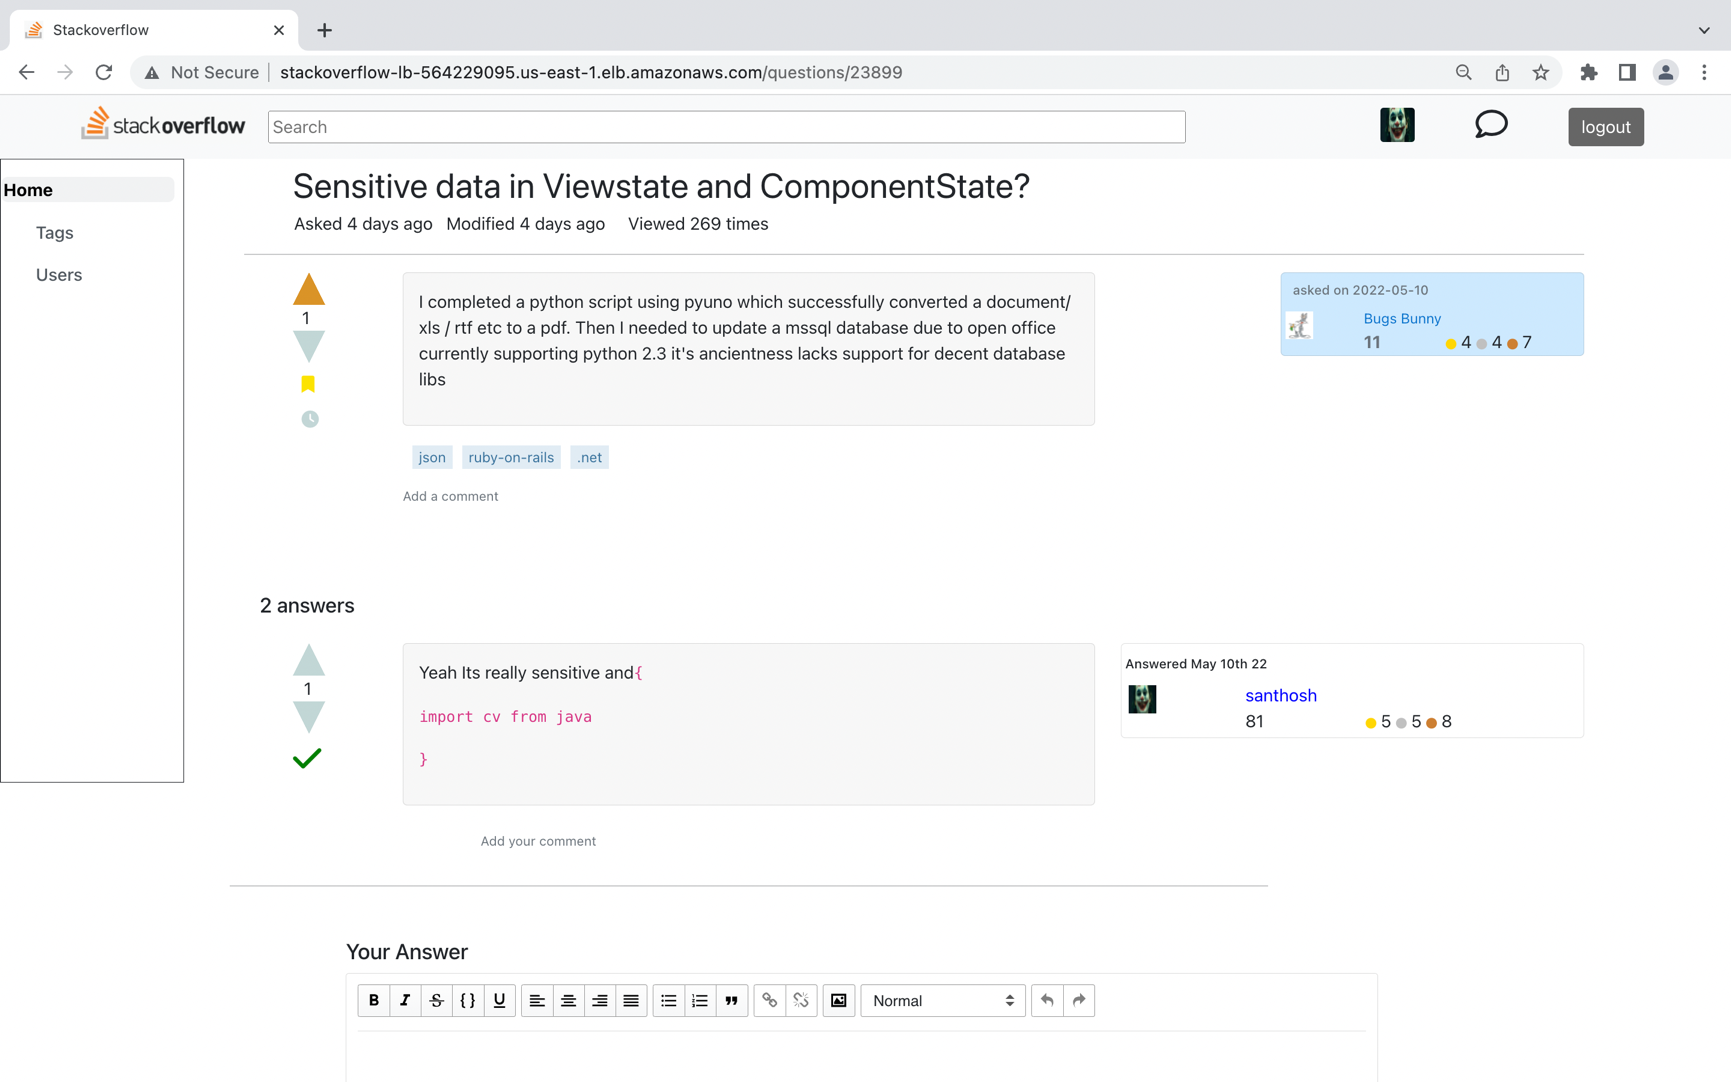 Stackoverflow
Not Secure stackoverflow-lb-564229095.us-east-1.elb.amazonaws.com/questions/23899
stackoverflow
Search
logout
Home
Tags
Users
Sensitive data in Viewstate and ComponentState?
Asked 4 days ago Modified 4 days ago Viewed 269 times
1
I completed a python script using pyuno which successfully converted a document/
xls / rtf etc to a pdf. Then I needed to update a mssql database due to open office
currently supporting python 2.3 it's ancientness lacks support for decent database
libs
asked on 2022-05-10
Bugs Bunny
11 4 4 7
json ruby-on-rails .net
Add a comment
2 answers
1
Yeah Its really sensitive and{
import cv from java
}
Answered May 10th 22
santhosh
81 5 5 8
Add your comment
Your Answer
B I S {} U Normal